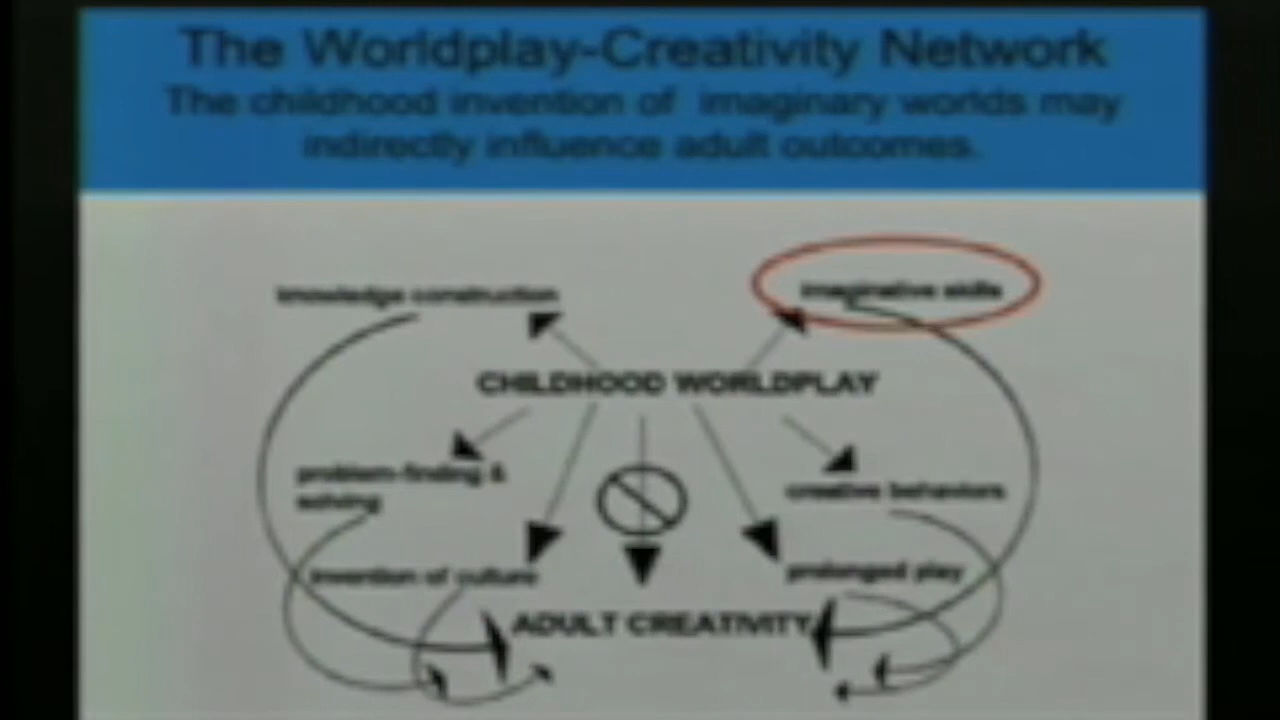 The Worldplay-Creativity Network
The childhood invention of imaginary worlds may
indirectly influence adult outcomes.
knowledge construction
imaginative skills
CHILDHOOD WORLDPLAY
problem-finding &
solving
creative behaviors
invention of culture
prolonged play
ADULT CREATIVITY